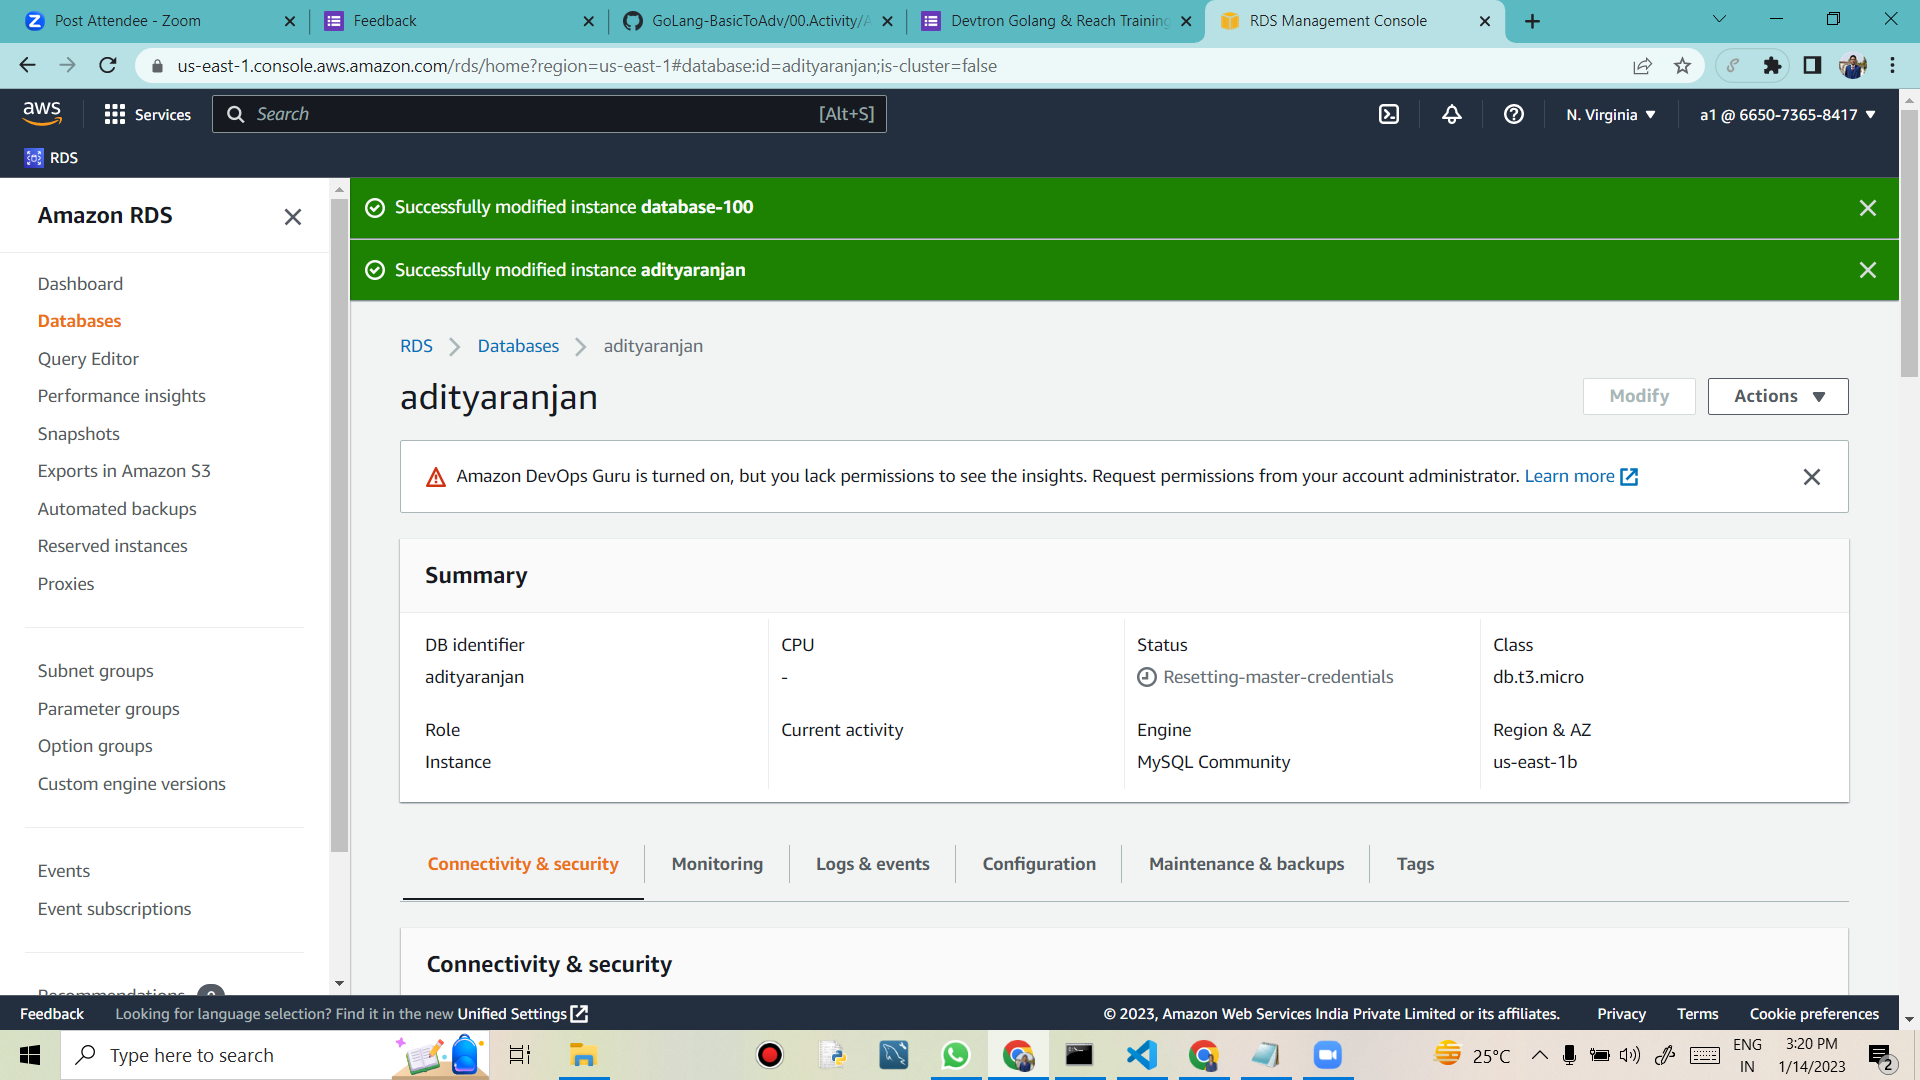 Post Attendee - Zoom
Feedback
GoLang-BasicToAdv/00.Activity/
Devtron Golang & Reach Training
RDS Management Console
us-east-1.console.aws.amazon.com/rds/home?region=us-east-1#database:id=adityaranjan;is-cluster=false
aws
Services
Search
[Alt+S]
N. Virginia
a1 @ 6650-7365-8417
RDS
Amazon RDS
Dashboard
Databases
Query Editor
Performance insights
Snapshots
Exports in Amazon S3
Automated backups
Reserved instances
Proxies
Subnet groups
Parameter groups
Option groups
Custom engine versions
Events
Event subscriptions
Recommendations
Successfully modified instance database-100
Successfully modified instance adityaranjan
RDS
Databases
adityaranjan
adityaranjan
Modify
Actions
Amazon DevOps Guru is turned on, but you lack permissions to see the insights. Request permissions from your account administrator. Learn more
Summary
DB identifier
adityaranjan
CPU
-
Status
Resetting-master-credentials
Class
db.t3.micro
Role
Instance
Current activity
Engine
MySQL Community
Region & AZ
us-east-1b
Connectivity & security
Monitoring
Logs & events
Configuration
Maintenance & backups
Tags
Connectivity & security
Feedback
Looking for language selection? Find it in the new Unified Settings
© 2023, Amazon Web Services India Private Limited or its affiliates.
Privacy
Terms
Cookie preferences
Type here to search
25°C
ENG
IN
3:20 PM
1/14/2023
2